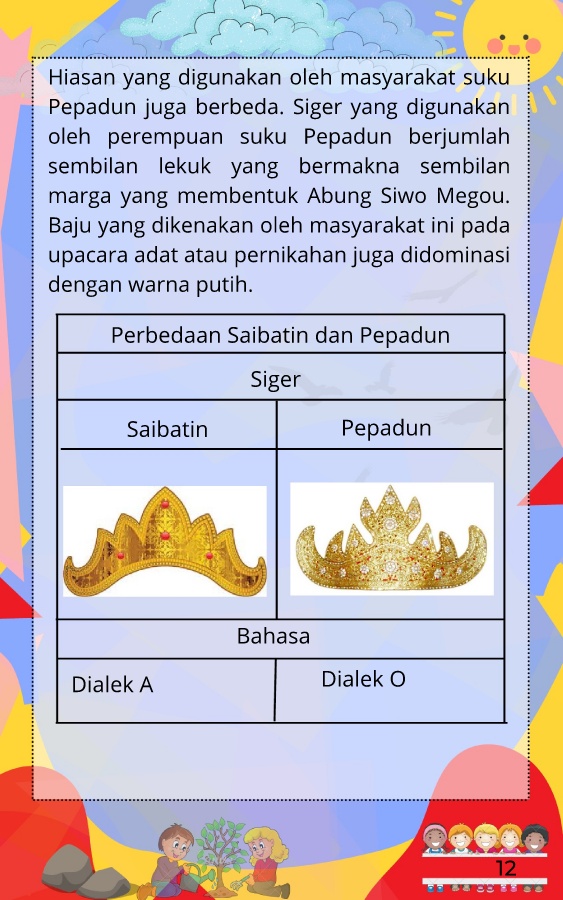 Hiasan yang digunakan oleh masyarakat suku
Pepadun juga berbeda. Siger yang digunakan
oleh perempuan suku Pepadun berjumlah
sembilan lekuk yang bermakna sembilan
marga yang membentuk Abung Siwo Megou.
Baju yang dikenakan oleh masyarakat ini pada
upacara adat atau pernikahan juga didominasi
dengan warna putih.
Perbedaan Saibatin dan Pepadun
Siger
Saibatin
Pepadun
Bahasa
Dialek A
Dialek O
12